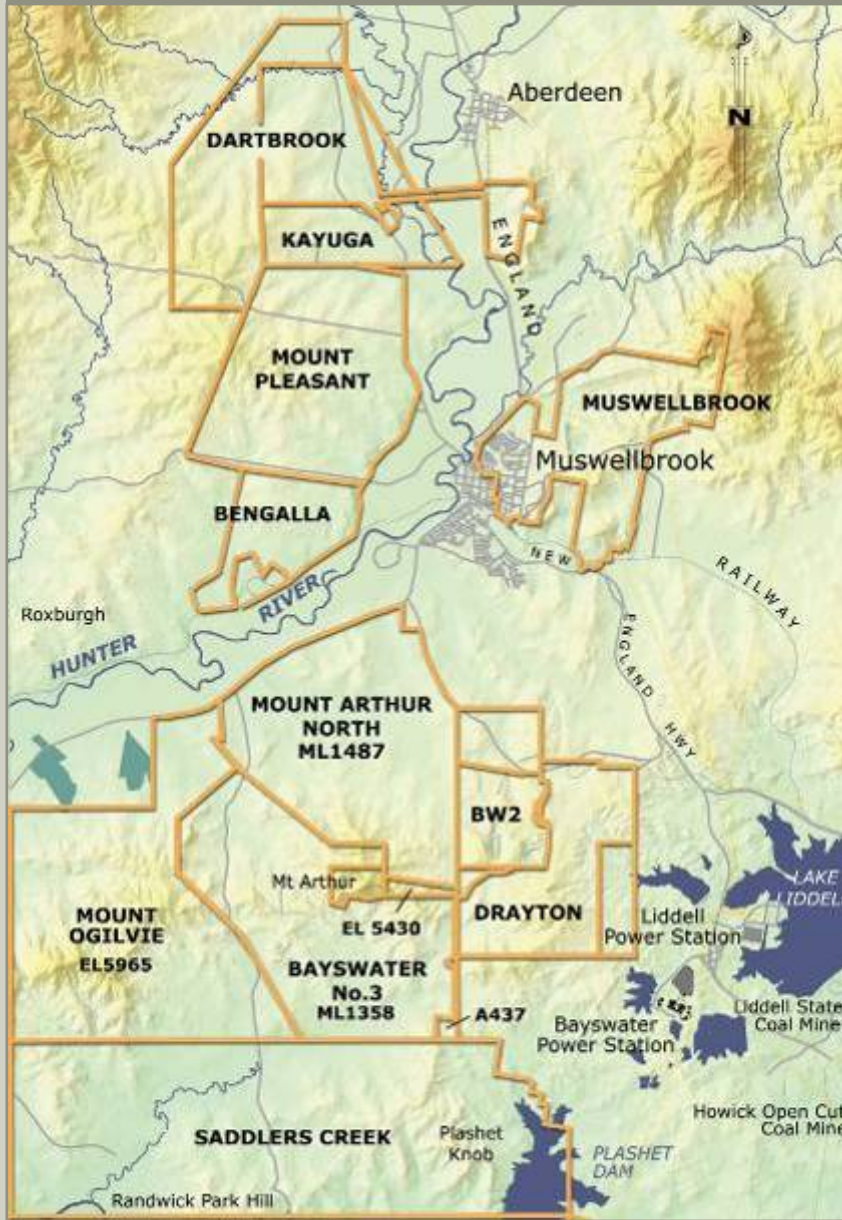 Aberdeen
N
DARTBROOK
KAYUGA
ENGLAND
MOUNT
PLEASANT
MUSWELLBROOK
Muswellbrook
BENGALLA
NEW
RAILWAY
Roxburgh
HUNTER RIVER
ENGLAND HWY
MOUNT ARTHUR
NORTH
ML1487
BW2
Mt Arthur
LAKE
LIDDEL
MOUNT
OGILVIE
EL5965
EL 5430
DRAYTON
Liddell
Power Station
BAYSWATER
No.3
ML1358
A437
Bayswater
Power Station
Liddell State
Coal Mine
SADDLERS CREEK
Plashet
Knob
PLASHET
DAM
Howick Open Cut
Coal Mine
Randwick Park Hill